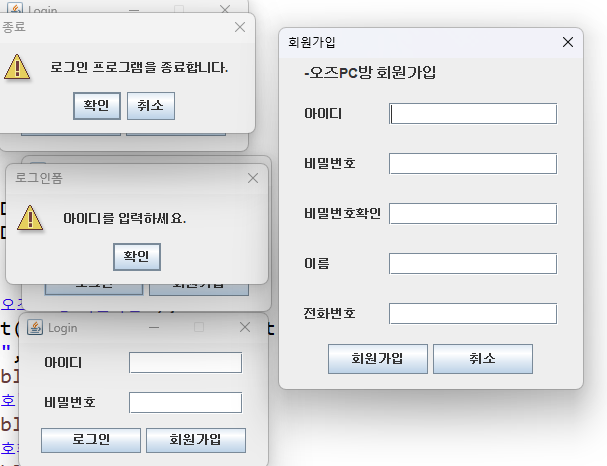 Login
종료
로그인 프로그램을 종료합니다.
확인
취소
로그인폼
아이디를 입력하세요.
확인
로그인
회원가입
오즈
t(
t
",
bl
호
bl
Login
아이디
비밀번호
로그인
회원가입
회원가입
-오즈PC방 회원가입
아이디
비밀번호
비밀번호확인
이름
전화번호
회원가입
취소